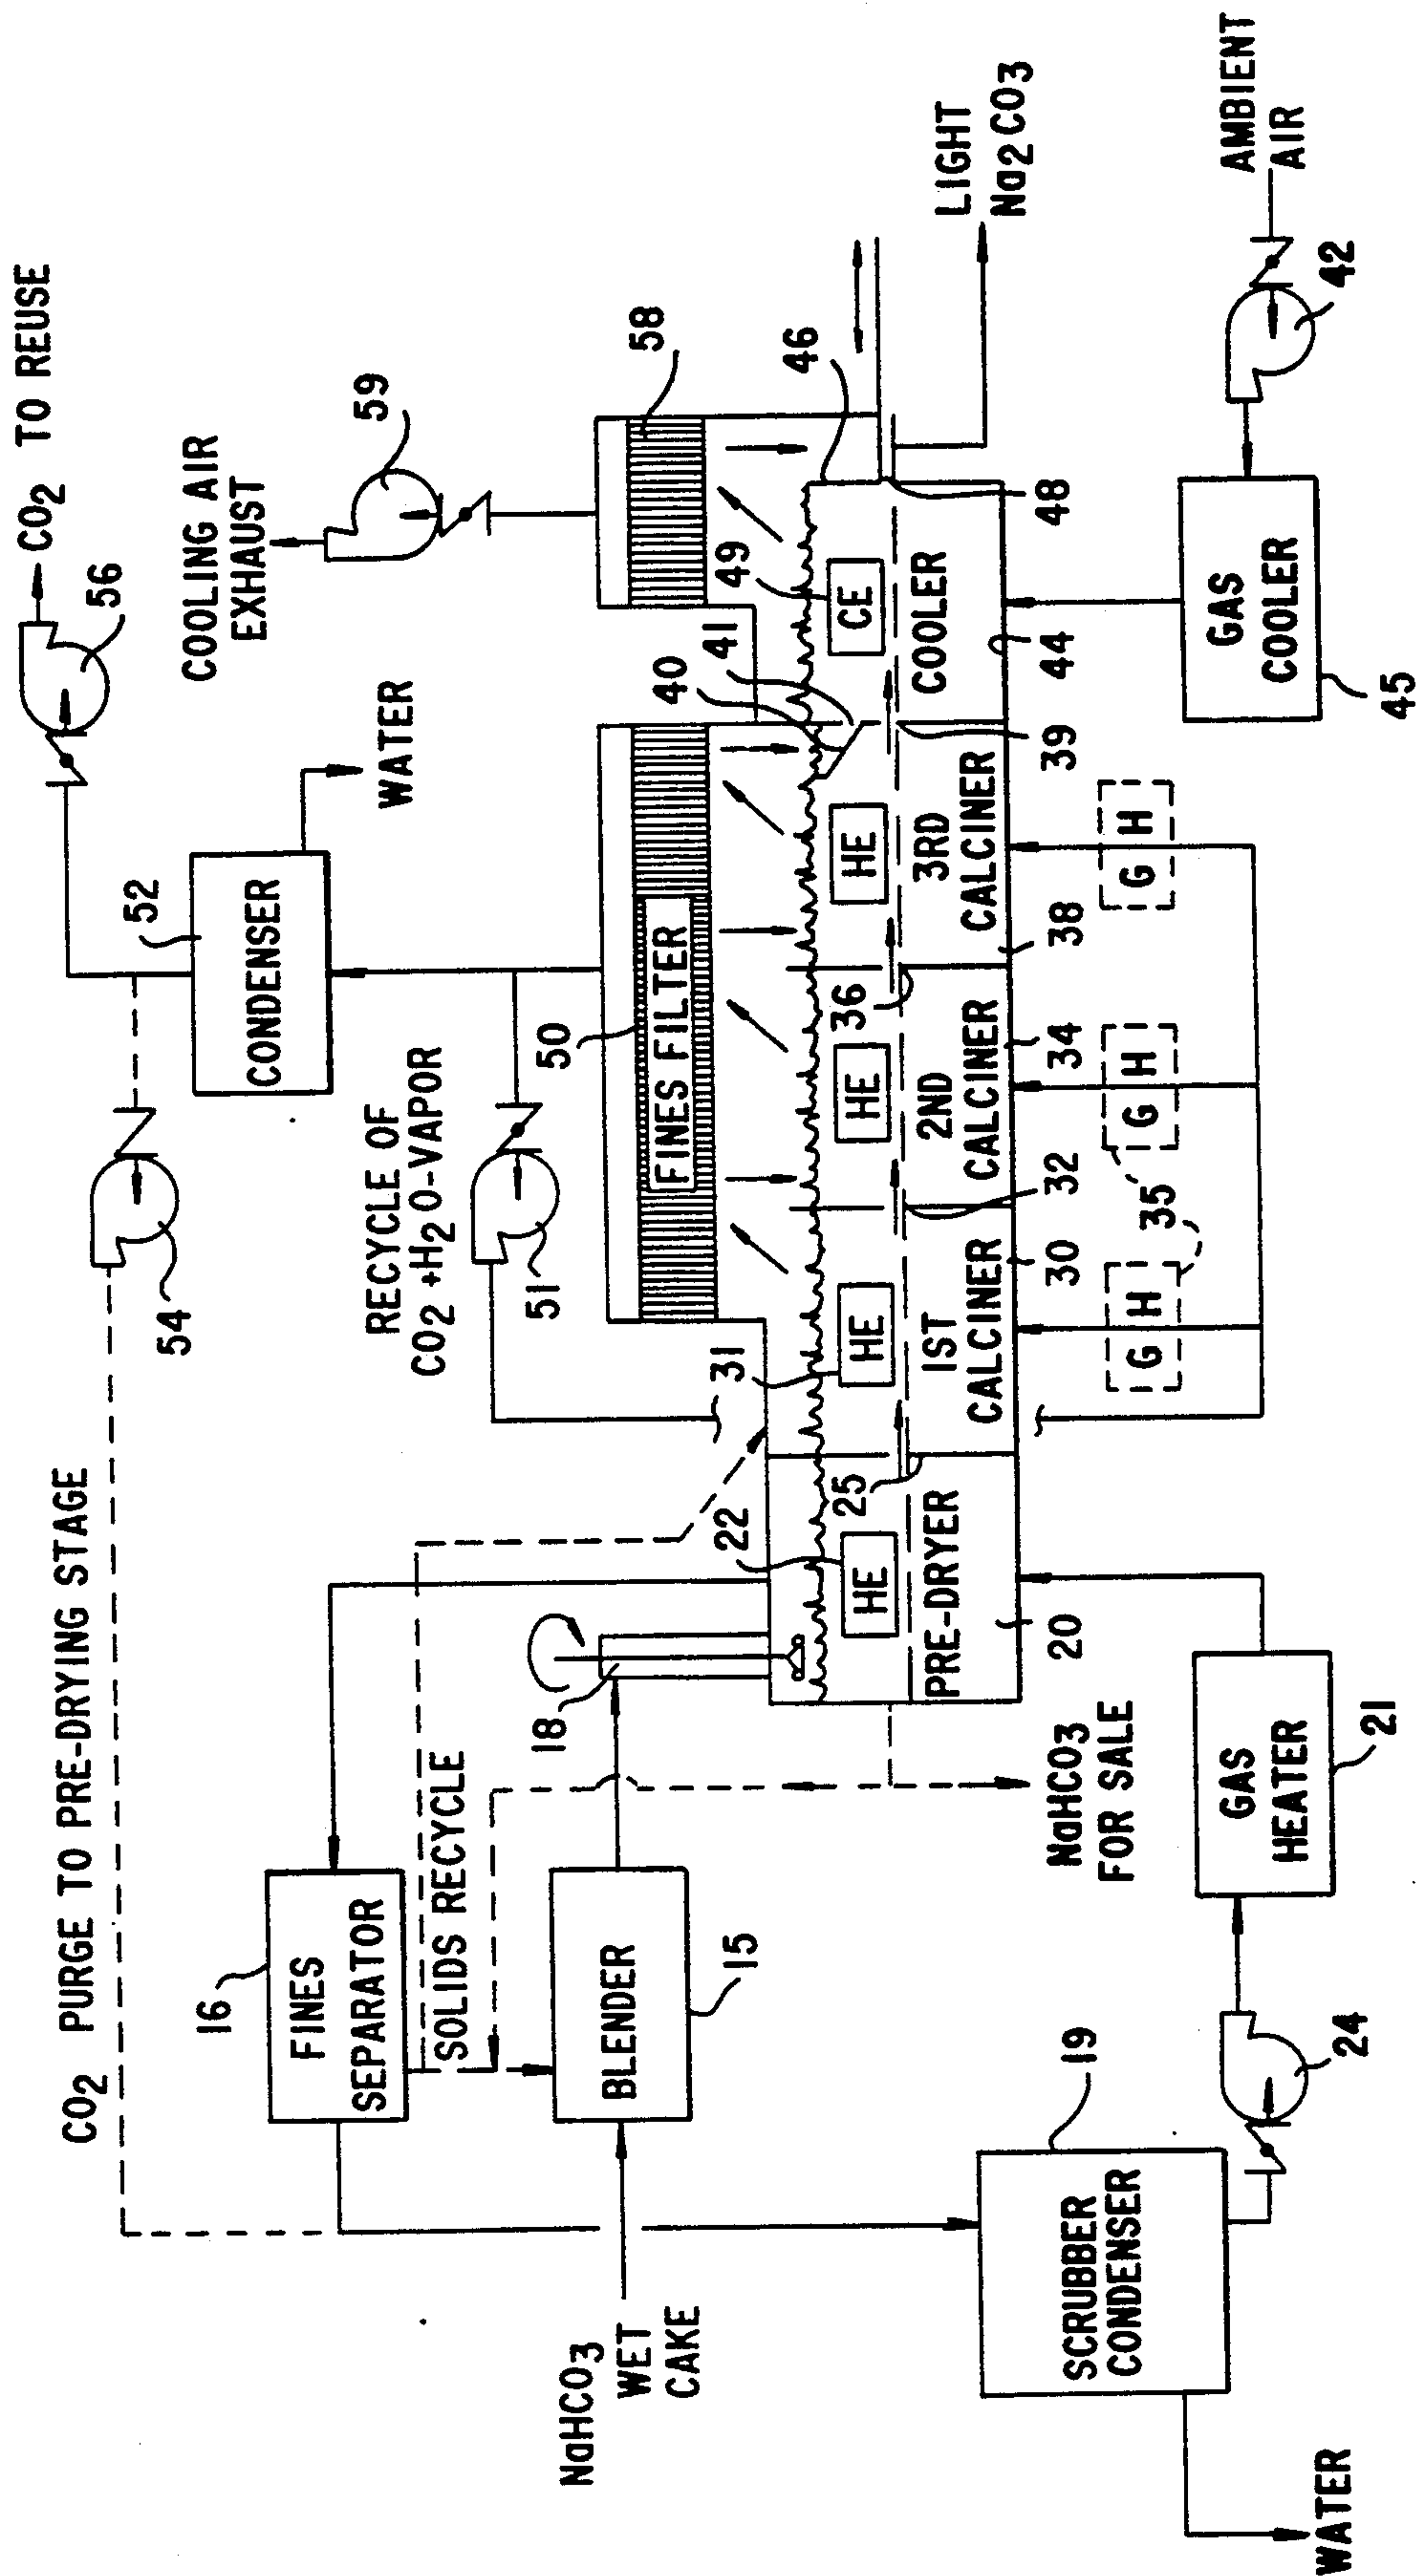 CO2 TO REUSE
56
COOLING AIR
EXHAUST
59
58
52
CONDENSER
WATER
54
CO2 PURGE TO PRE-DRYING STAGE
RECYCLE OF
CO2 +H2O-VAPOR
51
50
FINES FILTER
16
FINES
SEPARATOR
SOLIDS RECYCLE
18
22
31
40
41
49
46
LIGHT
Na2CO3
BLENDER
15
NaHCO3
WET
CAKE
HE
HE
HE
HE
CE
25
36
PRE-DRYER
1ST
CALCINER
2ND
CALCINER
3RD
CALCINER
COOLER
20
30
32
34
38
39
44
48
NaHCO3
FOR SALE
G H
G H
G H
35
AMBIENT
AIR
42
GAS
COOLER
45
19
SCRUBBER
CONDENSER
24
GAS
HEATER
21
WATER